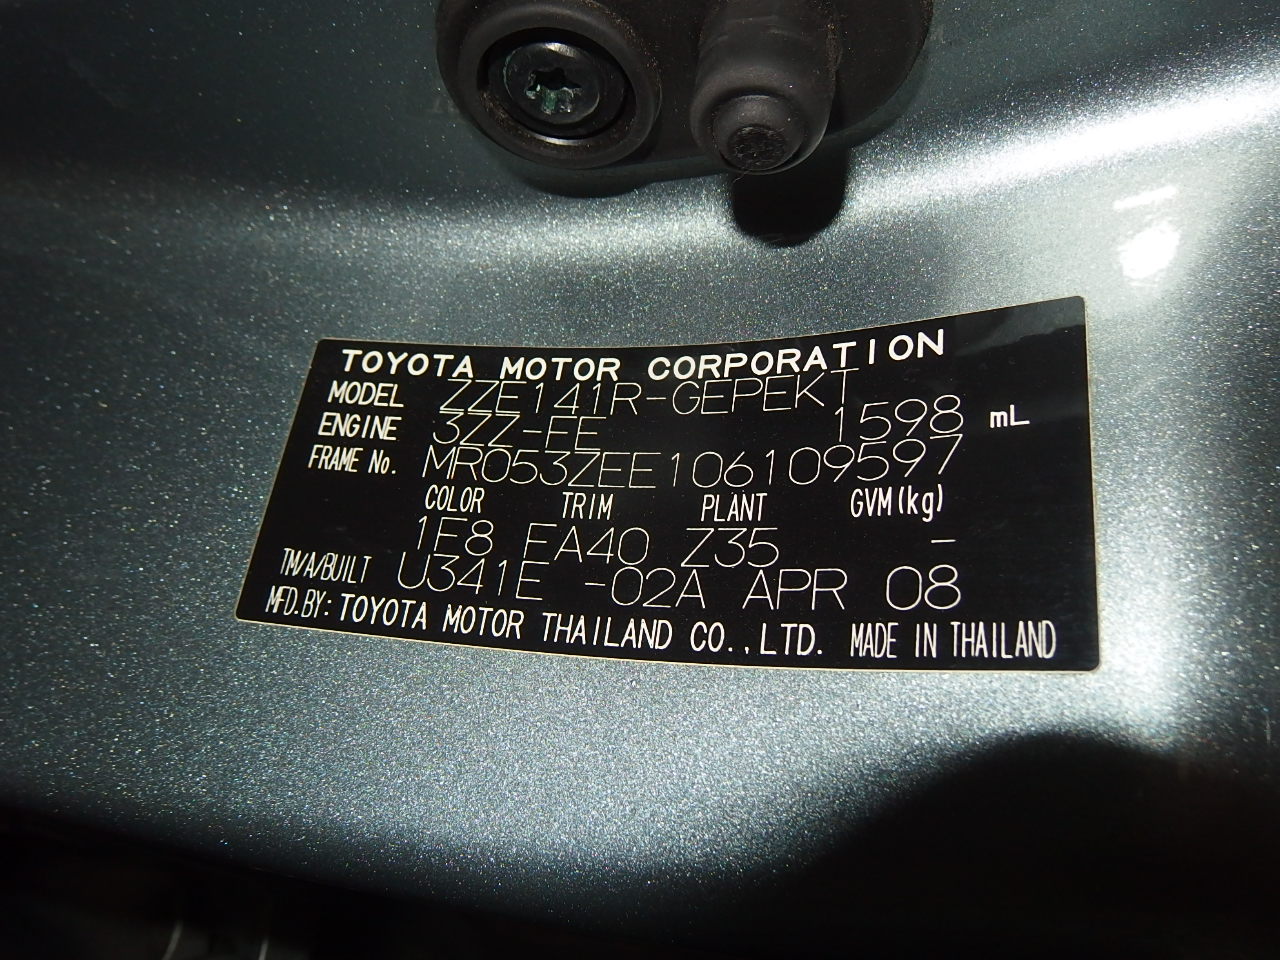 TOYOTA MOTOR CORPORATION
MODEL ZZE141R-GEPEKT
ENGINE 3ZZ-FE 1598 mL
FRAME No. MR053ZEE106109597
COLOR TRIM PLANT GVM(kg)
1E8 FA40 Z35 -
TM/A/BUILT U341E -02A APR 08
MFD.BY: TOYOTA MOTOR THAILAND CO.,LTD. MADE IN THAILAND